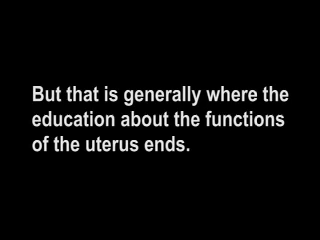 But that is generally where the
education about the functions
of the uterus ends.